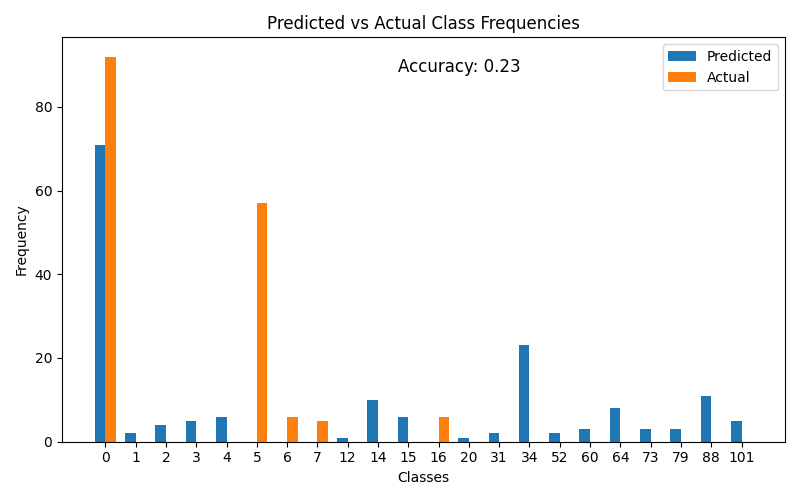 Predicted vs Actual Class Frequencies
Accuracy: 0.23
Predicted
Actual
Frequency
80
60
40
20
0
0 1 2 3 4 5 6 7 12 14 15 16 20 31 34 52 60 64 73 79 88 101
Classes